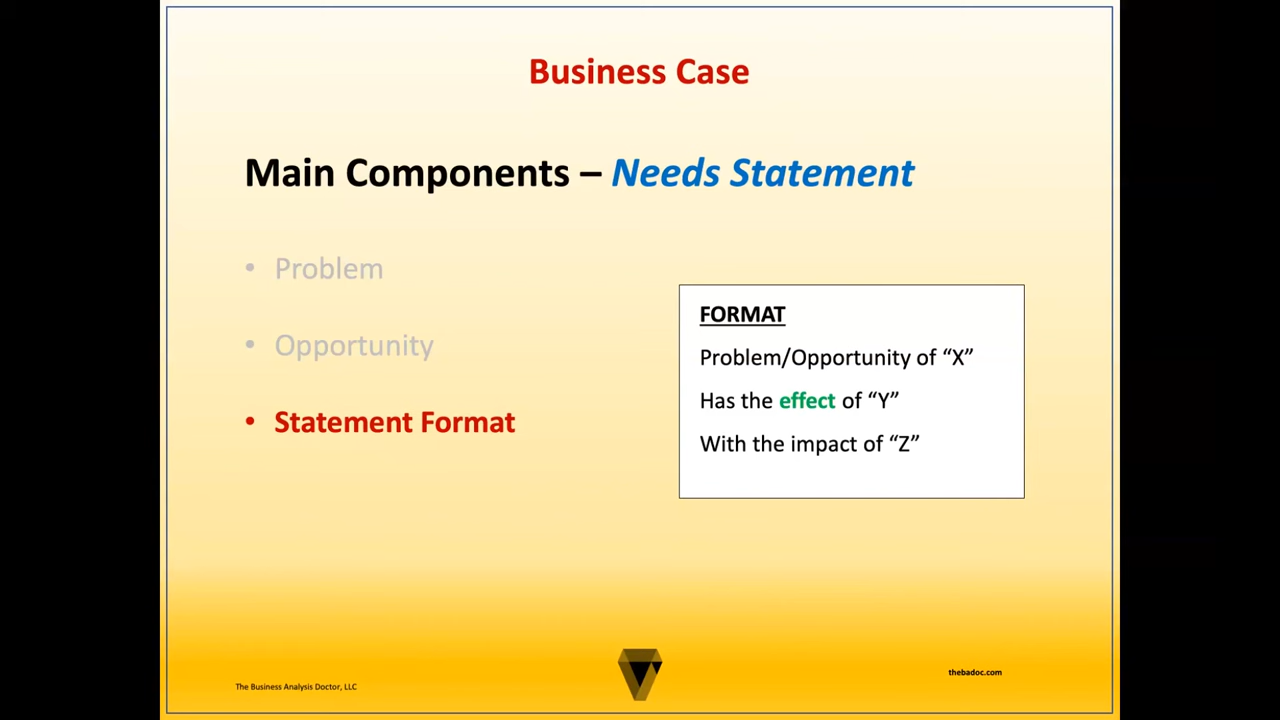 Business Case
Main Components – Needs Statement
• Problem
• Opportunity
• Statement Format
FORMAT
Problem/Opportunity of “X”
Has the effect of “Y”
With the impact of “Z”
The Business Analysis Doctor, LLC
thebadoc.com